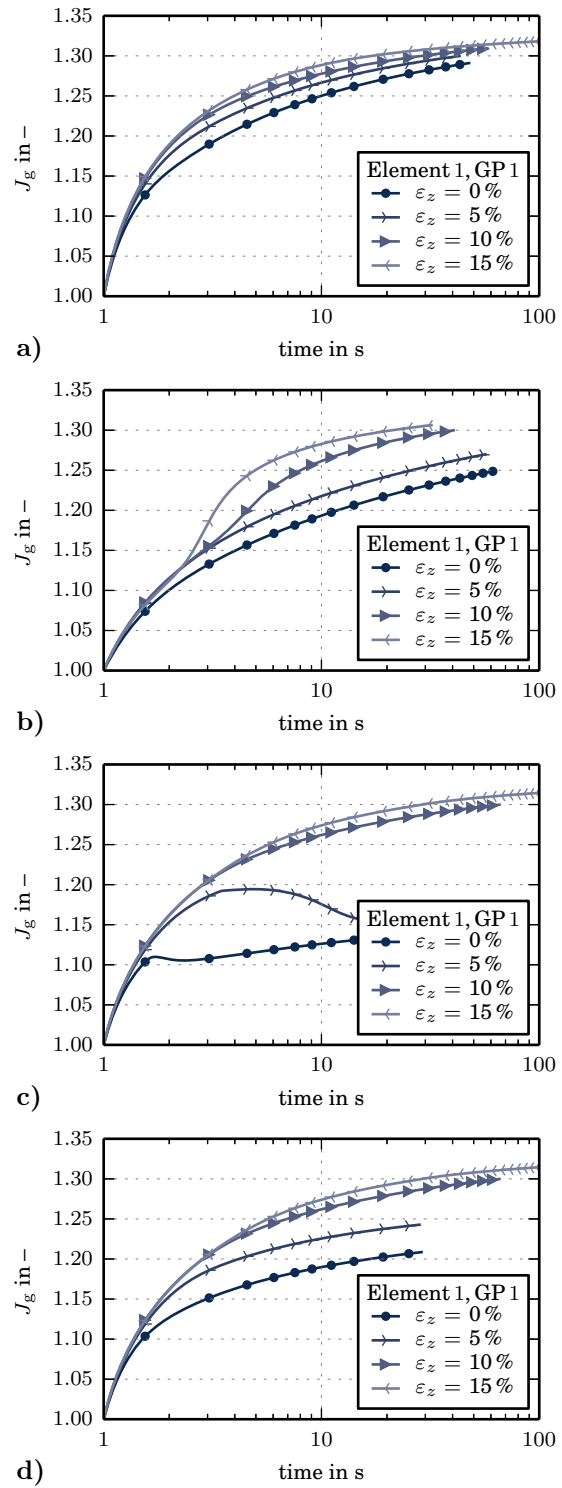 1.35
1.30
1.25
1.20
1.15
1.10
1.05
1.00
J_g in −
Element 1, GP 1
ε_z = 0 %
ε_z = 5 %
ε_z = 10 %
ε_z = 15 %
1 10 100
time in s
a)
1.35
1.30
1.25
1.20
1.15
1.10
1.05
1.00
J_g in −
Element 1, GP 1
ε_z = 0 %
ε_z = 5 %
ε_z = 10 %
ε_z = 15 %
1 10 100
time in s
b)
1.35
1.30
1.25
1.20
1.15
1.10
1.05
1.00
J_g in −
Element 1, GP 1
ε_z = 0 %
ε_z = 5 %
ε_z = 10 %
ε_z = 15 %
1 10 100
time in s
c)
1.35
1.30
1.25
1.20
1.15
1.10
1.05
1.00
J_g in −
Element 1, GP 1
ε_z = 0 %
ε_z = 5 %
ε_z = 10 %
ε_z = 15 %
1 10 100
time in s
d)